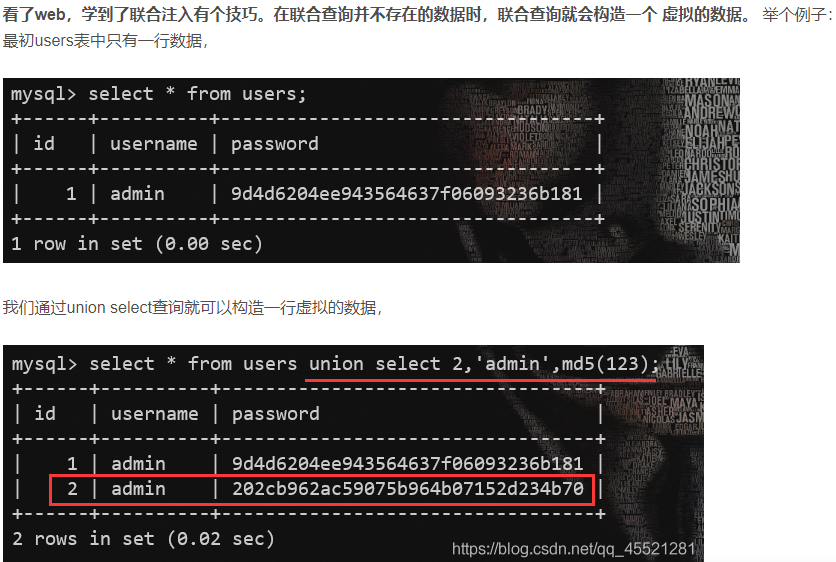 看了web，学到了联合注入有个技巧。在联合查询并不存在的数据时，联合查询就会构造一个 虚拟的数据。 举个例子：
最初users表中只有一行数据，
mysql> select * from users;
+------+----------+----------------------------------+
| id   | username | password                         |
+------+----------+----------------------------------+
|    1 | admin    | 9d4d6204ee943564637f06093236b181 |
+------+----------+----------------------------------+
1 row in set (0.00 sec)
我们通过union select查询就可以构造一行虚拟的数据，
mysql> select * from users union select 2,'admin',md5(123);
+------+----------+----------------------------------+
| id   | username | password                         |
+------+----------+----------------------------------+
|    1 | admin    | 9d4d6204ee943564637f06093236b181 |
|    2 | admin    | 202cb962ac59075b964b07152d234b70 |
+------+----------+----------------------------------+
2 rows in set (0.02 sec)
https://blog.csdn.net/qq_45521281